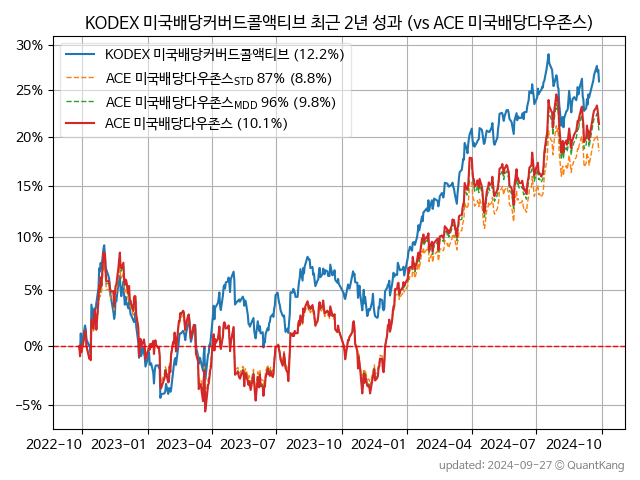 KODEX 미국배당커버드콜액티브 최근 2년 성과 (vs ACE 미국배당다우존스)
30%
25%
20%
15%
10%
5%
0%
−5%
KODEX 미국배당커버드콜액티브 (12.2%)
ACE 미국배당다우존스STD 87% (8.8%)
ACE 미국배당다우존스MDD 96% (9.8%)
ACE 미국배당다우존스 (10.1%)
2022-10 2023-01 2023-04 2023-07 2023-10 2024-01 2024-04 2024-07 2024-10
updated: 2024-09-27 © QuantKang